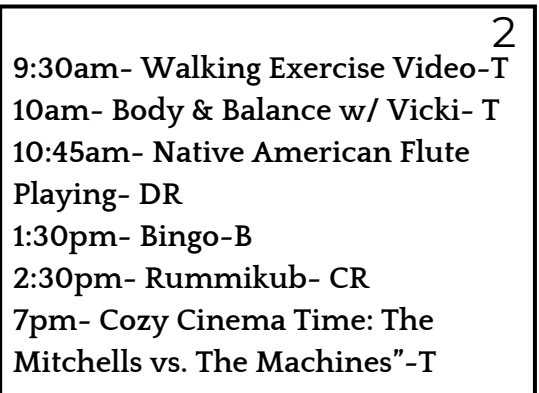 2
9:30am- Walking Exercise Video-T
10am- Body & Balance w/ Vicki- T
10:45am- Native American Flute
Playing- DR
1:30pm- Bingo-B
2:30pm- Rummikub- CR
7pm- Cozy Cinema Time: The
Mitchells vs. The Machines”-T